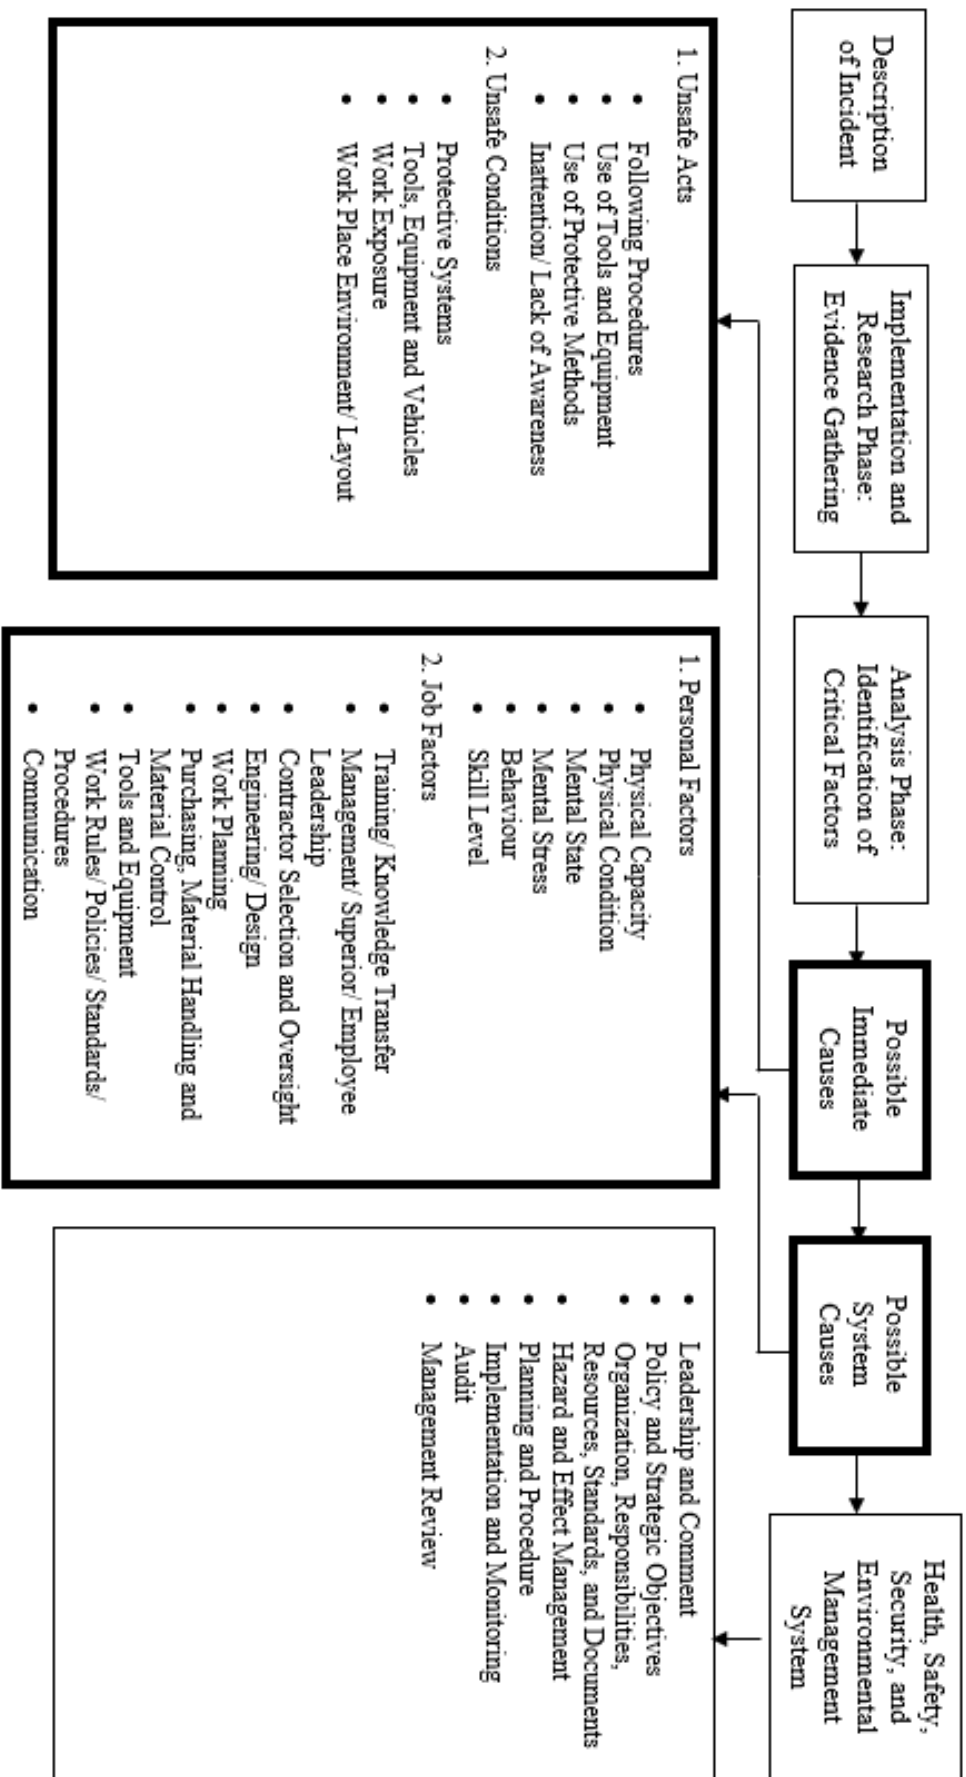 Description
of Incident
Implementation and
Research Phase:
Evidence Gathering
Analysis Phase:
Identification of
Critical Factors
Possible
Immediate
Causes
Possible
System
Causes
Health, Safety,
Security, and
Environmental
Management
System
1. Unsafe Acts
• Following Procedures
• Use of Tools and Equipment
• Use of Protective Methods
• Inattention/ Lack of Awareness
2. Unsafe Conditions
• Protective Systems
• Tools, Equipment and Vehicles
• Work Exposure
• Work Place Environment/ Layout
1. Personal Factors
• Physical Capacity
• Physical Condition
• Mental State
• Mental Stress
• Behaviour
• Skill Level
2. Job Factors
• Training/ Knowledge Transfer
• Management/ Superior/ Employee
Leadership
• Contractor Selection and Oversight
• Engineering/ Design
• Work Planning
• Purchasing, Material Handling and
Material Control
• Tools and Equipment
• Work Rules/ Policies/ Standards/
Procedures
• Communication
• Leadership and Comment
• Policy and Strategic Objectives
• Organization, Responsibilities,
Resources, Standards, and Documents
• Hazard and Effect Management
• Planning and Procedure
• Implementation and Monitoring
• Audit
• Management Review